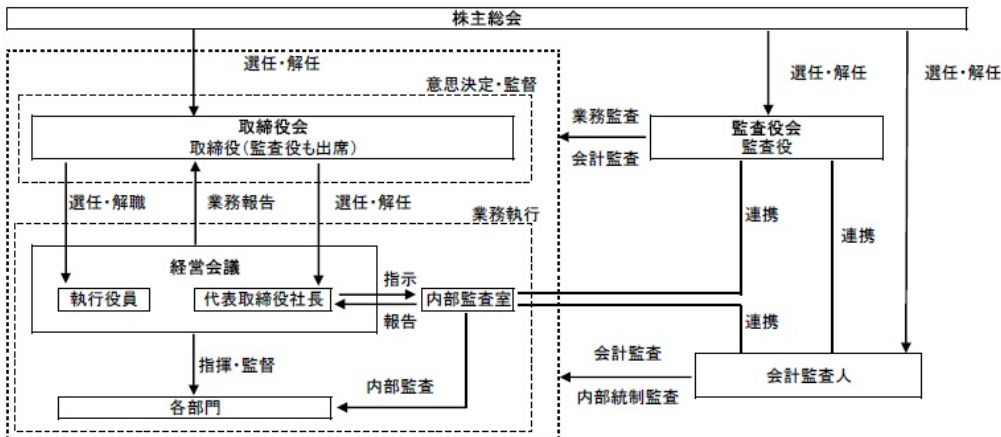 株主総会
選任・解任
選任・解任
選任・解任
意思決定・監督
取締役会
取締役(監査役も出席)
業務監査
会計監査
監査役会
監査役
選任・解職
業務報告
選任・解任
業務執行
連携
連携
経営会議
執行役員
代表取締役社長
指示
報告
内部監査室
連携
指揮・監督
会計監査
内部統制監査
会計監査人
内部監査
各部門